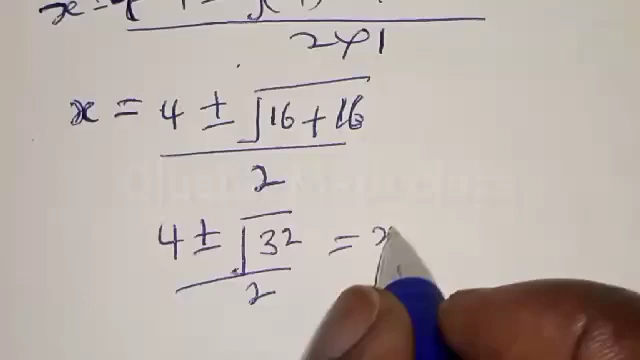 2×1
x = 4 ± √16+16
2
4 ± √32 = x
2